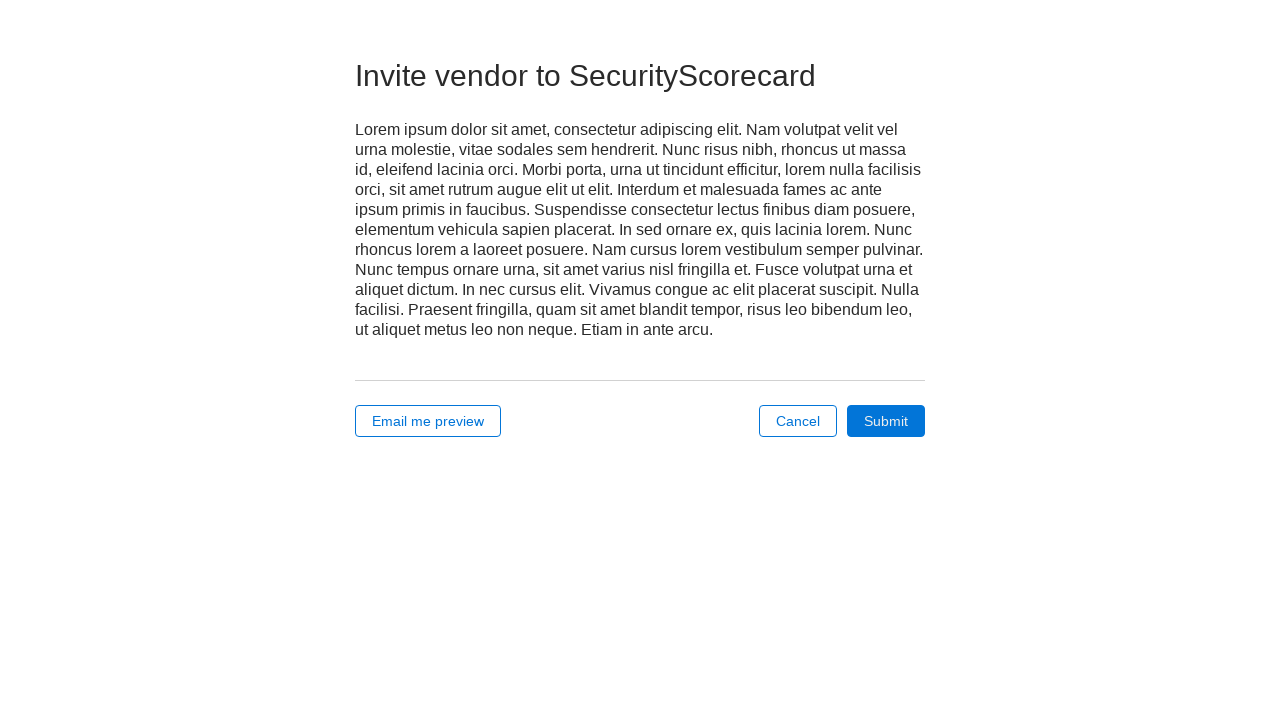 Invite vendor to SecurityScorecard
Lorem ipsum dolor sit amet, consectetur adipiscing elit. Nam volutpat velit vel
urna molestie, vitae sodales sem hendrerit. Nunc risus nibh, rhoncus ut massa
id, eleifend lacinia orci. Morbi porta, urna ut tincidunt efficitur, lorem nulla facilisis
orci, sit amet rutrum augue elit ut elit. Interdum et malesuada fames ac ante
ipsum primis in faucibus. Suspendisse consectetur lectus finibus diam posuere,
elementum vehicula sapien placerat. In sed ornare ex, quis lacinia lorem. Nunc
rhoncus lorem a laoreet posuere. Nam cursus lorem vestibulum semper pulvinar.
Nunc tempus ornare urna, sit amet varius nisl fringilla et. Fusce volutpat urna et
aliquet dictum. In nec cursus elit. Vivamus congue ac elit placerat suscipit. Nulla
facilisi. Praesent fringilla, quam sit amet blandit tempor, risus leo bibendum leo,
ut aliquet metus leo non neque. Etiam in ante arcu.
Email me preview
Cancel
Submit